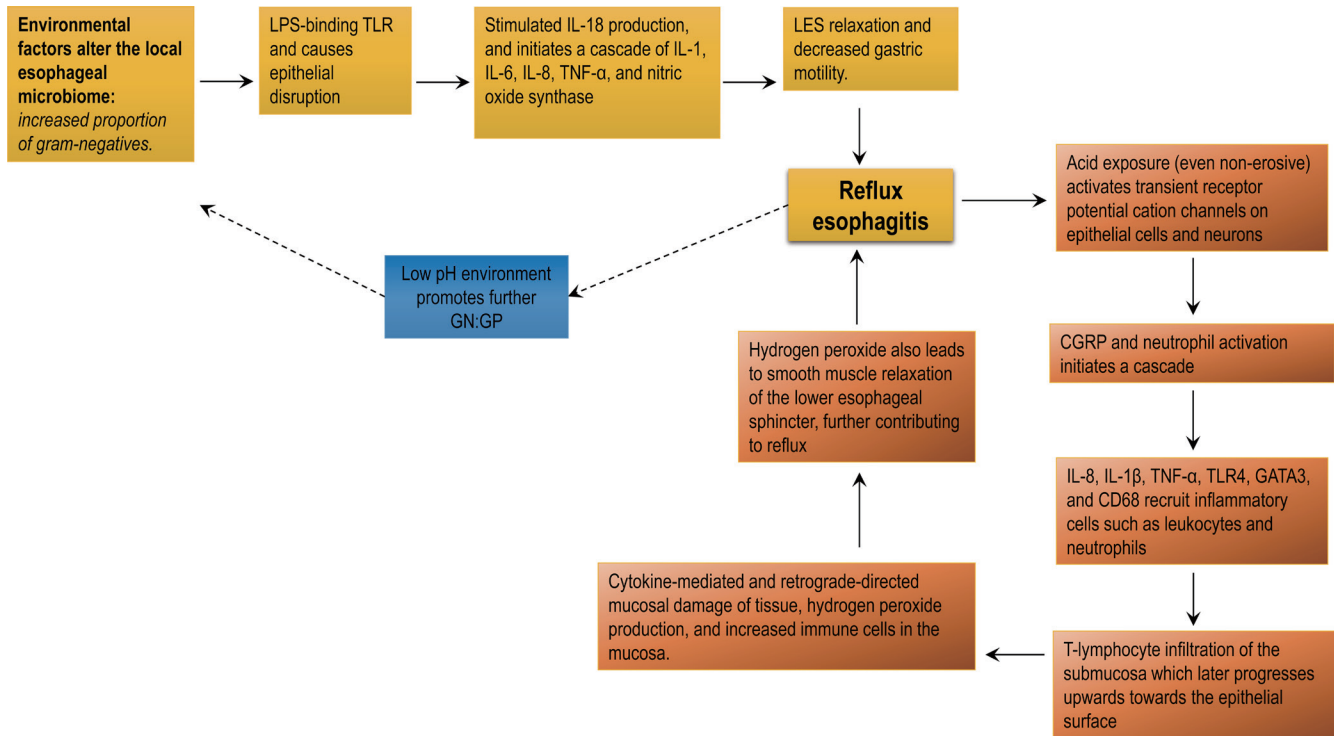 Environmental
factors alter the local
esophageal
microbiome:
increased proportion
of gram-negatives.
LPS-binding TLR
and causes
epithelial
disruption
Stimulated IL-18 production,
and initiates a cascade of IL-1,
IL-6, IL-8, TNF-α, and nitric
oxide synthase
LES relaxation and
decreased gastric
motility.
Reflux
esophagitis
Acid exposure (even non-erosive)
activates transient receptor
potential cation channels on
epithelial cells and neurons
Low pH environment
promotes further
GN:GP
CGRP and neutrophil activation
initiates a cascade
Hydrogen peroxide also leads
to smooth muscle relaxation
of the lower esophageal
sphincter, further contributing
to reflux
IL-8, IL-1β, TNF-α, TLR4, GATA3,
and CD68 recruit inflammatory
cells such as leukocytes and
neutrophils
Cytokine-mediated and retrograde-directed
mucosal damage of tissue, hydrogen peroxide
production, and increased immune cells in the
mucosa.
T-lymphocyte infiltration of the
submucosa which later progresses
upwards towards the epithelial
surface